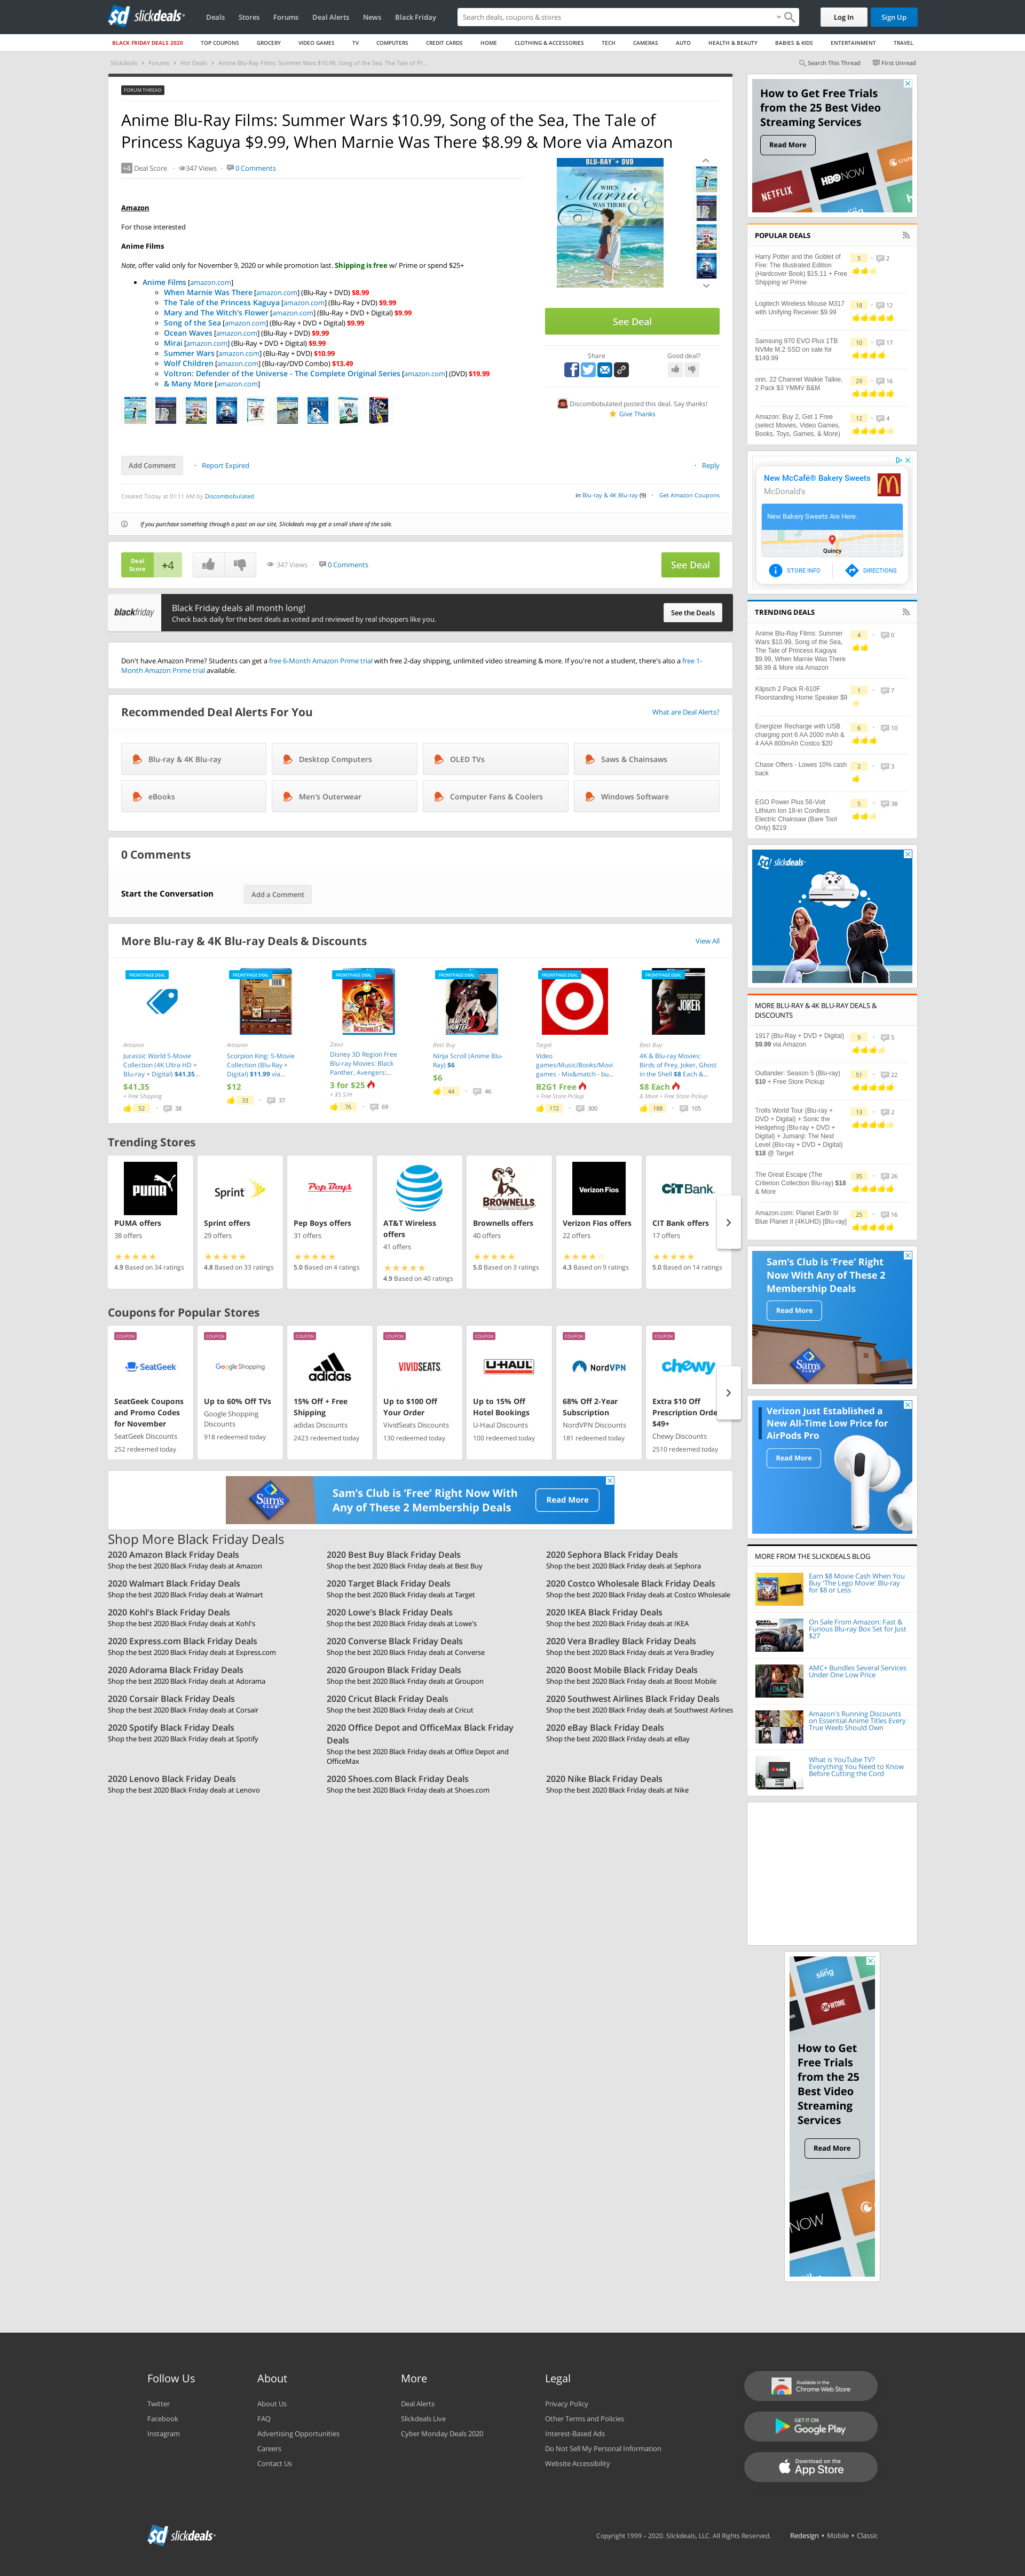 slickdeals
Deals
Stores
Forums
Deal Alerts
News
Black Friday
Search deals, coupons & stores
Log In
Sign Up
BLACK FRIDAY DEALS 2020
TOP COUPONS
GROCERY
VIDEO GAMES
TV
COMPUTERS
CREDIT CARDS
HOME
CLOTHING & ACCESSORIES
TECH
CAMERAS
AUTO
HEALTH & BEAUTY
BABIES & KIDS
ENTERTAINMENT
TRAVEL
Slickdeals > Forums > Hot Deals > Anime Blu-Ray Films: Summer Wars $10.99, Song of the Sea, The Tale of Pr...
Search This Thread
First Unread
FORUM THREAD
Anime Blu-Ray Films: Summer Wars $10.99, Song of the Sea, The Tale of
Princess Kaguya $9.99, When Marnie Was There $8.99 & More via Amazon
+4 Deal Score · 347 Views · 0 Comments
Amazon
For those interested
Anime Films
Note, offer valid only for November 9, 2020 or while promotion last. Shipping is free w/ Prime or spend $25+
Anime Films [amazon.com]
When Marnie Was There [amazon.com] (Blu-Ray + DVD) $8.99
The Tale of the Princess Kaguya [amazon.com] (Blu-Ray + DVD) $9.99
Mary and The Witch's Flower [amazon.com] (Blu-Ray + DVD + Digital) $9.99
Song of the Sea [amazon.com] (Blu-Ray + DVD + Digital) $9.99
Ocean Waves [amazon.com] (Blu-Ray + DVD) $9.99
Mirai [amazon.com] (Blu-Ray + DVD + Digital) $9.99
Summer Wars [amazon.com] (Blu-Ray + DVD) $10.99
Wolf Children [amazon.com] (Blu-ray/DVD Combo) $13.49
Voltron: Defender of the Universe - The Complete Original Series [amazon.com] (DVD) $19.99
& Many More [amazon.com]
BLU-RAY + DVD
WHEN
Marnie
WAS THERE
See Deal
Share
Good deal?
Discombobulated posted this deal. Say thanks!
Give Thanks
Add Comment
· Report Expired
· Reply
Created Today at 01:11 AM by Discombobulated
in Blu-ray & 4K Blu-ray (9) · Get Amazon Coupons
If you purchase something through a post on our site, Slickdeals may get a small share of the sale.
Deal
Score
+4
347 Views · 0 Comments
See Deal
blackfriday
Black Friday deals all month long!
Check back daily for the best deals as voted and reviewed by real shoppers like you.
See the Deals
Don't have Amazon Prime? Students can get a free 6-Month Amazon Prime trial with free 2-day shipping, unlimited video streaming & more. If you're not a student, there's also a free 1-
Month Amazon Prime trial available.
Recommended Deal Alerts For You
What are Deal Alerts?
Blu-ray & 4K Blu-ray
Desktop Computers
OLED TVs
Saws & Chainsaws
eBooks
Men's Outerwear
Computer Fans & Coolers
Windows Software
0 Comments
Start the Conversation
Add a Comment
More Blu-ray & 4K Blu-ray Deals & Discounts
View All
FRONTPAGE DEAL
Amazon
Jurassic World 5-Movie
Collection (4K Ultra HD +
Blu-ray + Digital) $41.35...
$41.35
+ Free Shipping
52 · 38
FRONTPAGE DEAL
Amazon
Scorpion King: 5-Movie
Collection (Blu-Ray +
Digital) $11.99 via...
$12
33 · 37
FRONTPAGE DEAL
Zavvi
Disney 3D Region Free
Blu-ray Movies: Black
Panther, Avengers:...
3 for $25
+ $5 S/H
76 · 69
FRONTPAGE DEAL
Best Buy
Ninja Scroll (Anime Blu-
Ray) $6
$6
44 · 46
FRONTPAGE DEAL
Target
Video
games/Music/Books/Movi
games - Mix&match - bu...
B2G1 Free
+ Free Store Pickup
172 · 300
FRONTPAGE DEAL
JOKER
Best Buy
4K & Blu-ray Movies:
Birds of Prey, Joker, Ghost
in the Shell $8 Each &...
$8 Each
& More + Free Store Pickup
188 · 105
Trending Stores
PUMA
PUMA offers
38 offers
4.9 Based on 34 ratings
Sprint
Sprint offers
29 offers
4.8 Based on 33 ratings
Pep Boys
Pep Boys offers
31 offers
5.0 Based on 4 ratings
AT&T Wireless
offers
41 offers
4.9 Based on 40 ratings
BROWNELLS
Brownells offers
40 offers
5.0 Based on 3 ratings
Verizon Fios
Verizon Fios offers
22 offers
4.3 Based on 9 ratings
CIT BANK
CIT Bank offers
17 offers
5.0 Based on 14 ratings
Coupons for Popular Stores
COUPON
SeatGeek
SeatGeek Coupons
and Promo Codes
for November
SeatGeek Discounts
252 redeemed today
COUPON
Google Shopping
Up to 60% Off TVs
Google Shopping
Discounts
918 redeemed today
COUPON
adidas
15% Off + Free
Shipping
adidas Discounts
2423 redeemed today
COUPON
VIVIDSEATS
Up to $100 Off
Your Order
VividSeats Discounts
130 redeemed today
COUPON
U-HAUL
Up to 15% Off
Hotel Bookings
U-Haul Discounts
100 redeemed today
COUPON
NordVPN
68% Off 2-Year
Subscription
NordVPN Discounts
181 redeemed today
COUPON
chewy
Extra $10 Off
Prescription Orde
$49+
Chewy Discounts
2510 redeemed today
Sam's
CLUB
Sam's Club is 'Free' Right Now With
Any of These 2 Membership Deals
Read More
Shop More Black Friday Deals
2020 Amazon Black Friday Deals
Shop the best 2020 Black Friday deals at Amazon
2020 Best Buy Black Friday Deals
Shop the best 2020 Black Friday deals at Best Buy
2020 Sephora Black Friday Deals
Shop the best 2020 Black Friday deals at Sephora
2020 Walmart Black Friday Deals
Shop the best 2020 Black Friday deals at Walmart
2020 Target Black Friday Deals
Shop the best 2020 Black Friday deals at Target
2020 Costco Wholesale Black Friday Deals
Shop the best 2020 Black Friday deals at Costco Wholesale
2020 Kohl's Black Friday Deals
Shop the best 2020 Black Friday deals at Kohl's
2020 Lowe's Black Friday Deals
Shop the best 2020 Black Friday deals at Lowe's
2020 IKEA Black Friday Deals
Shop the best 2020 Black Friday deals at IKEA
2020 Express.com Black Friday Deals
Shop the best 2020 Black Friday deals at Express.com
2020 Converse Black Friday Deals
Shop the best 2020 Black Friday deals at Converse
2020 Vera Bradley Black Friday Deals
Shop the best 2020 Black Friday deals at Vera Bradley
2020 Adorama Black Friday Deals
Shop the best 2020 Black Friday deals at Adorama
2020 Groupon Black Friday Deals
Shop the best 2020 Black Friday deals at Groupon
2020 Boost Mobile Black Friday Deals
Shop the best 2020 Black Friday deals at Boost Mobile
2020 Corsair Black Friday Deals
Shop the best 2020 Black Friday deals at Corsair
2020 Cricut Black Friday Deals
Shop the best 2020 Black Friday deals at Cricut
2020 Southwest Airlines Black Friday Deals
Shop the best 2020 Black Friday deals at Southwest Airlines
2020 Spotify Black Friday Deals
Shop the best 2020 Black Friday deals at Spotify
2020 Office Depot and OfficeMax Black Friday
Deals
Shop the best 2020 Black Friday deals at Office Depot and
OfficeMax
2020 eBay Black Friday Deals
Shop the best 2020 Black Friday deals at eBay
2020 Lenovo Black Friday Deals
Shop the best 2020 Black Friday deals at Lenovo
2020 Shoes.com Black Friday Deals
Shop the best 2020 Black Friday deals at Shoes.com
2020 Nike Black Friday Deals
Shop the best 2020 Black Friday deals at Nike
How to Get Free Trials
from the 25 Best Video
Streaming Services
Read More
NETFLIX
HBO NOW
crunchyroll
POPULAR DEALS
Harry Potter and the Goblet of
Fire: The Illustrated Edition
(Hardcover Book) $15.11 + Free
Shipping w/ Prime
5 · 2
Logitech Wireless Mouse M317
with Unifying Receiver $9.99
18 · 12
Samsung 970 EVO Plus 1TB
NVMe M.2 SSD on sale for
$149.99
10 · 17
onn. 22 Channel Walkie Talkie,
2 Pack $3 YMMV B&M
29 · 16
Amazon: Buy 2, Get 1 Free
(select Movies, Video Games,
Books, Toys, Games, & More)
12 · 4
New McCafé® Bakery Sweets
McDonald's
New Bakery Sweets Are Here.
Quincy
STORE INFO
DIRECTIONS
TRENDING DEALS
Anime Blu-Ray Films: Summer
Wars $10.99, Song of the Sea,
The Tale of Princess Kaguya
$9.99, When Marnie Was There
$8.99 & More via Amazon
4 · 0
Klipsch 2 Pack R-610F
Floorstanding Home Speaker $9
1 · 7
Energizer Recharge with USB
charging port 6 AA 2000 mAh &
4 AAA 800mAh Costco $20
6 · 10
Chase Offers - Lowes 10% cash
back
2 · 3
EGO Power Plus 56-Volt
Lithium Ion 18-in Cordless
Electric Chainsaw (Bare Tool
Only) $219
5 · 38
slickdeals
MORE BLU-RAY & 4K BLU-RAY DEALS &
DISCOUNTS
1917 (Blu-Ray + DVD + Digital)
$9.99 via Amazon
9 · 5
Outlander: Season 5 (Blu-ray)
$10 + Free Store Pickup
51 · 22
Trolls World Tour (Blu-ray +
DVD + Digital) + Sonic the
Hedgehog (Blu-ray + DVD +
Digital) + Jumanji: The Next
Level (Blu-ray + DVD + Digital)
$18 @ Target
13 · 2
The Great Escape (The
Criterion Collection Blu-ray) $18
& More
35 · 26
Amazon.com: Planet Earth II/
Blue Planet II (4KUHD) [Blu-ray]
25 · 16
Sam's Club is 'Free' Right
Now With Any of These 2
Membership Deals
Read More
Sam's
CLUB
Verizon Just Established a
New All-Time Low Price for
AirPods Pro
Read More
MORE FROM THE SLICKDEALS BLOG
Earn $8 Movie Cash When You
Buy 'The Lego Movie' Blu-ray
for $8 or Less
On Sale From Amazon: Fast &
Furious Blu-ray Box Set for Just
$27
AMC+ Bundles Several Services
Under One Low Price
Amazon's Running Discounts
on Essential Anime Titles Every
True Weeb Should Own
What is YouTube TV?
Everything You Need to Know
Before Cutting the Cord
sling
SHOWTIME
How to Get
Free Trials
from the 25
Best Video
Streaming
Services
Read More
NOW
Follow Us
Twitter
Facebook
Instagram
About
About Us
FAQ
Advertising Opportunities
Careers
Contact Us
More
Deal Alerts
Slickdeals Live
Cyber Monday Deals 2020
Legal
Privacy Policy
Other Terms and Policies
Interest-Based Ads
Do Not Sell My Personal Information
Website Accessibility
Available in the
Chrome Web Store
GET IT ON
Google Play
Download on the
App Store
slickdeals
Copyright 1999 – 2020. Slickdeals, LLC. All Rights Reserved.
Redesign • Mobile • Classic